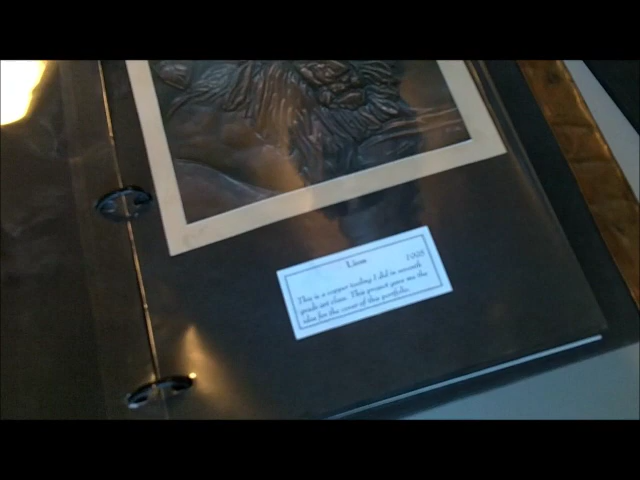 Lion
This is a copper tooling I did in seventh
grade art class. This project gave me the
idea for the cover of this portfolio.